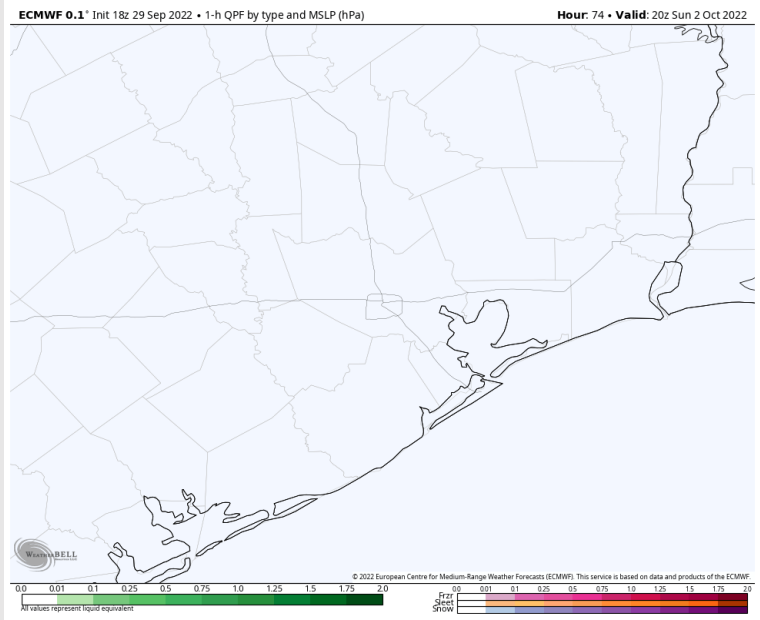 ECMWF 0.1° Init 18z 29 Sep 2022 • 1-h QPF by type and MSLP (hPa)
Hour: 74 • Valid: 20z Sun 2 Oct 2022
WEATHERBELL
© 2022 European Centre for Medium-Range Weather Forecasts (ECMWF). This service is based on data and products of the ECMWF.
0.0 0.01 0.1 0.25 0.5 0.75 1.0 1.25 1.5 1.75 2.0
All values represent liquid equivalent
0.0 0.01 0.1 0.25 0.5 0.75 1.0 1.25 1.5 1.75 2.0
Frzr
Sleet
Snow